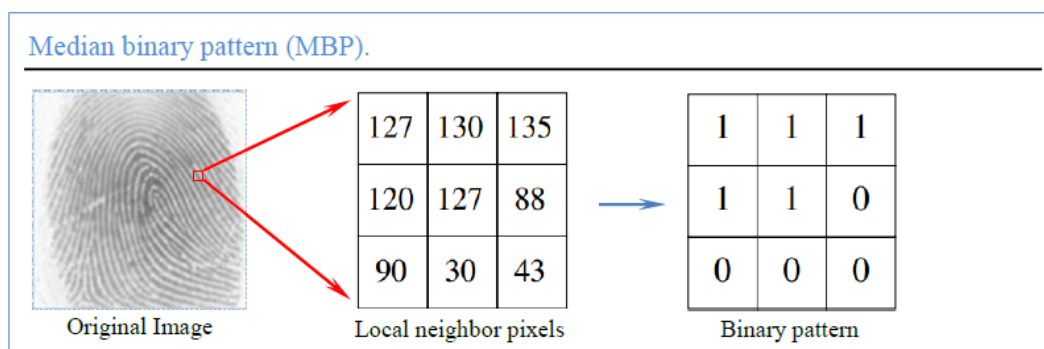 Median binary pattern (MBP).
127 130 135 1 1 1
120 127 88 1 1 0
90 30 43 0 0 0
Original Image Local neighbor pixels Binary pattern